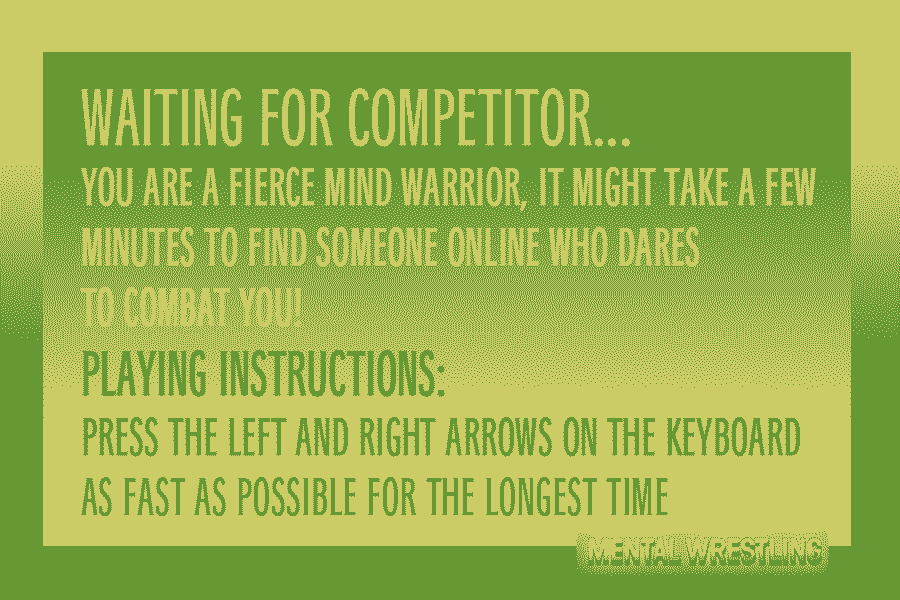 WAITING FOR COMPETITOR...
YOU ARE A FIERCE MIND WARRIOR, IT MIGHT TAKE A FEW
MINUTES TO FIND SOMEONE ONLINE WHO DARES
TO COMBAT YOU!
PLAYING INSTRUCTIONS:
PRESS THE LEFT AND RIGHT ARROWS ON THE KEYBOARD
AS FAST AS POSSIBLE FOR THE LONGEST TIME
MENTAL WRESTLING